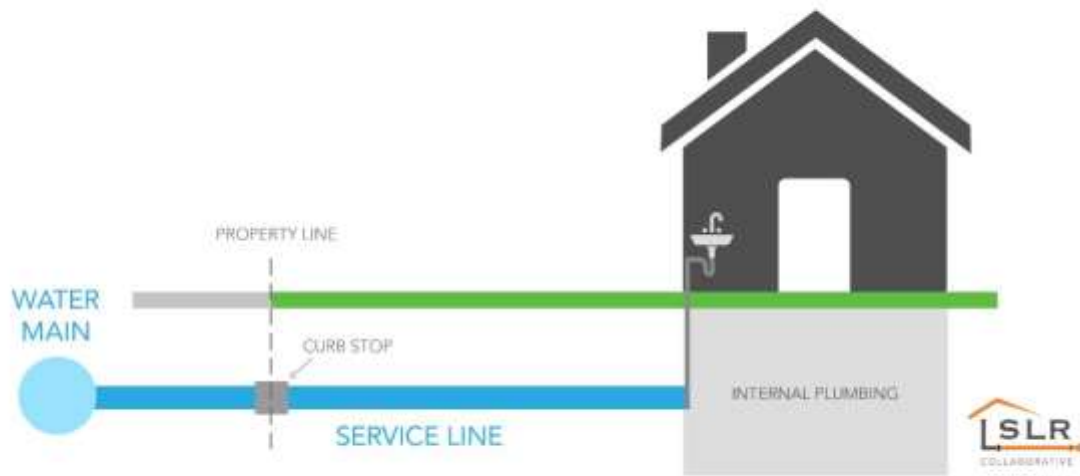 PROPERTY LINE
WATER
MAIN
CURB STOP
SERVICE LINE
INTERNAL PLUMBING
LSLR
COLLABORATIVE